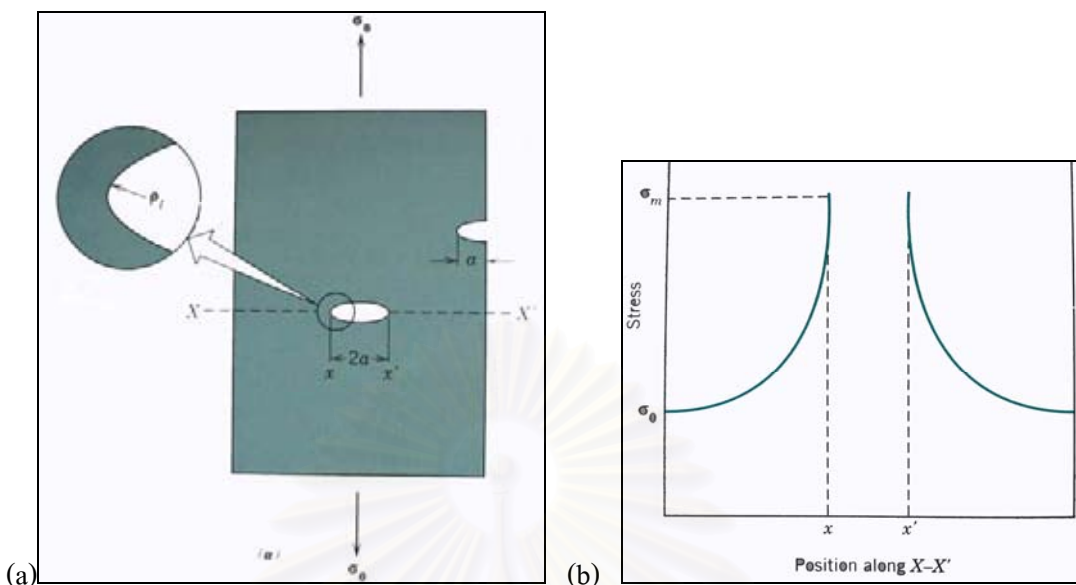 σ₀
ρₜ
a
X
X'
2a
x
x'
(a)
σ₀
(a)
σₘ
σ₀
Stress
x
x'
Position along X–X'
(b)